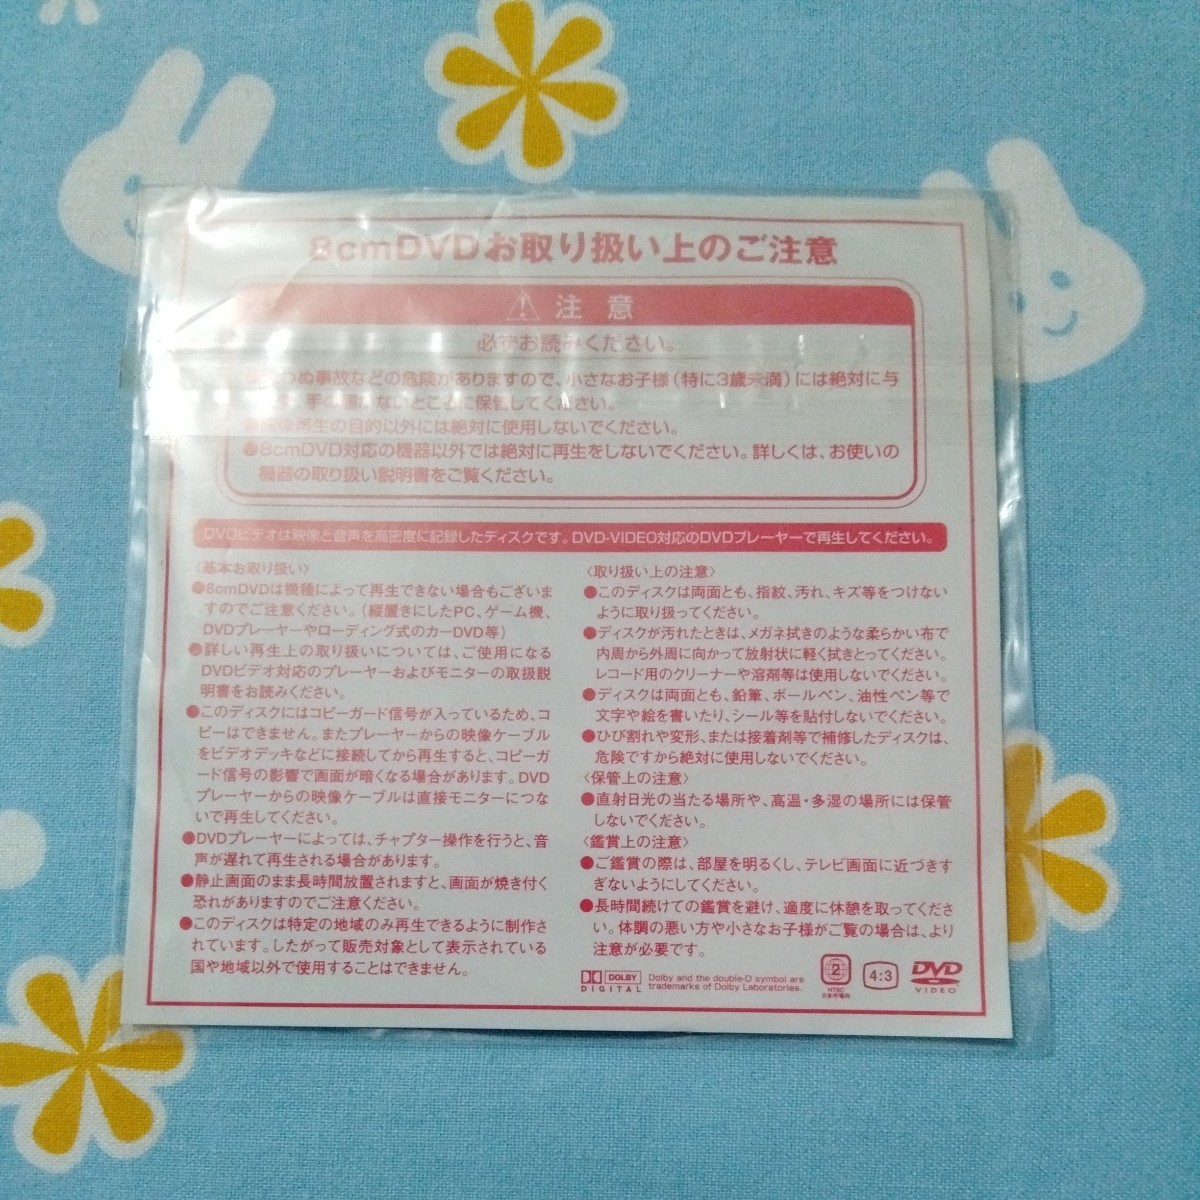 8cmDVDお取り扱い上のご注意
注 意
必ずお読みください。
ぬ事故などの危険がありますので、小さなお子様(特に3歳未満)には絶対に与
、手の届かないところに保管してください。
再生の目的以外には絶対に使用しないでください。
●8cmDVD対応の機器以外では絶対に再生をしないでください。詳しくは、お使いの
機器の取り扱い説明書をご覧ください。
DVDビデオは映像と音声を高密度に記録したディスクです。DVD-VIDEO対応のDVDプレーヤーで再生してください。
〈基本お取り扱い〉
●8cmDVDは機種によって再生できない場合もございま
すのでご注意ください。(縦置きにしたPC、ゲーム機、
DVDプレーヤーやローディング式のカーDVD等)
●詳しい再生上の取り扱いについては、ご使用になる
DVDビデオ対応のプレーヤーおよびモニターの取扱説
明書をお読みください。
●このディスクにはコピーガード信号が入っているため、コ
ピーはできません。またプレーヤーからの映像ケーブル
をビデオデッキなどに接続してから再生すると、コピーガ
ード信号の影響で画面が暗くなる場合があります。DVD
プレーヤーからの映像ケーブルは直接モニターにつな
いで再生してください。
●DVDプレーヤーによっては、チャプター操作を行うと、音
声が遅れて再生される場合があります。
●静止画面のまま長時間放置されますと、画面が焼き付く
恐れがありますのでご注意ください。
●このディスクは特定の地域のみ再生できるように制作さ
れています。したがって販売対象として表示されている
国や地域以外で使用することはできません。
〈取り扱い上の注意〉
●このディスクは両面とも、指紋、汚れ、キズ等をつけない
ように取り扱ってください。
●ディスクが汚れたときは、メガネ拭きのような柔らかい布で
内周から外周に向かって放射状に軽く拭きとってください。
レコード用のクリーナーや溶剤等は使用しないでください。
●ディスクは両面とも、鉛筆、ボールペン、油性ペン等で
文字や絵を書いたり、シール等を貼付しないでください。
●ひび割れや変形、または接着剤等で補修したディスクは、
危険ですから絶対に使用しないでください。
〈保管上の注意〉
●直射日光の当たる場所や、高温・多湿の場所には保管
しないでください。
〈鑑賞上の注意〉
●ご鑑賞の際は、部屋を明るくし、テレビ画面に近づきす
ぎないようにしてください。
●長時間続けての鑑賞を避け、適度に休憩を取ってくださ
い。体調の悪い方や小さなお子様がご覧の場合は、より
注意が必要です。
DOLBY
DIGITAL
Dolby and the double-D symbol are
trademarks of Dolby Laboratories.
2
NTSC
日本市場向
4:3
DVD
VIDEO